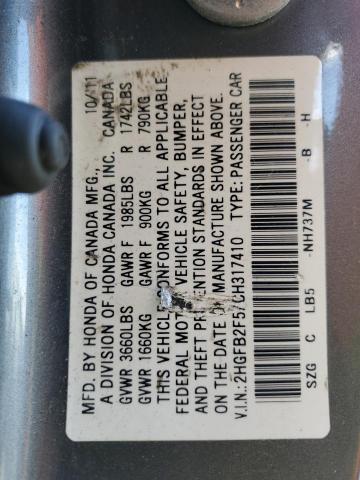 MFD. BY HONDA OF CANADA MFG., 10/11
A DIVISION OF HONDA CANADA INC. CANADA
GVWR 3660LBS GAWR F 1985LBS R 1742LBS
GVWR 1660KG GAWR F 900KG R 790KG
THIS VEHICLE CONFORMS TO ALL APPLICABLE
FEDERAL MOTOR VEHICLE SAFETY, BUMPER,
AND THEFT PREVENTION STANDARDS IN EFFECT
ON THE DATE OF MANUFACTURE SHOWN ABOVE.
V.I.N.: 2HGFB2F57CH317410 TYPE: PASSENGER CAR
SZG C LB5 -NH737M -B -H